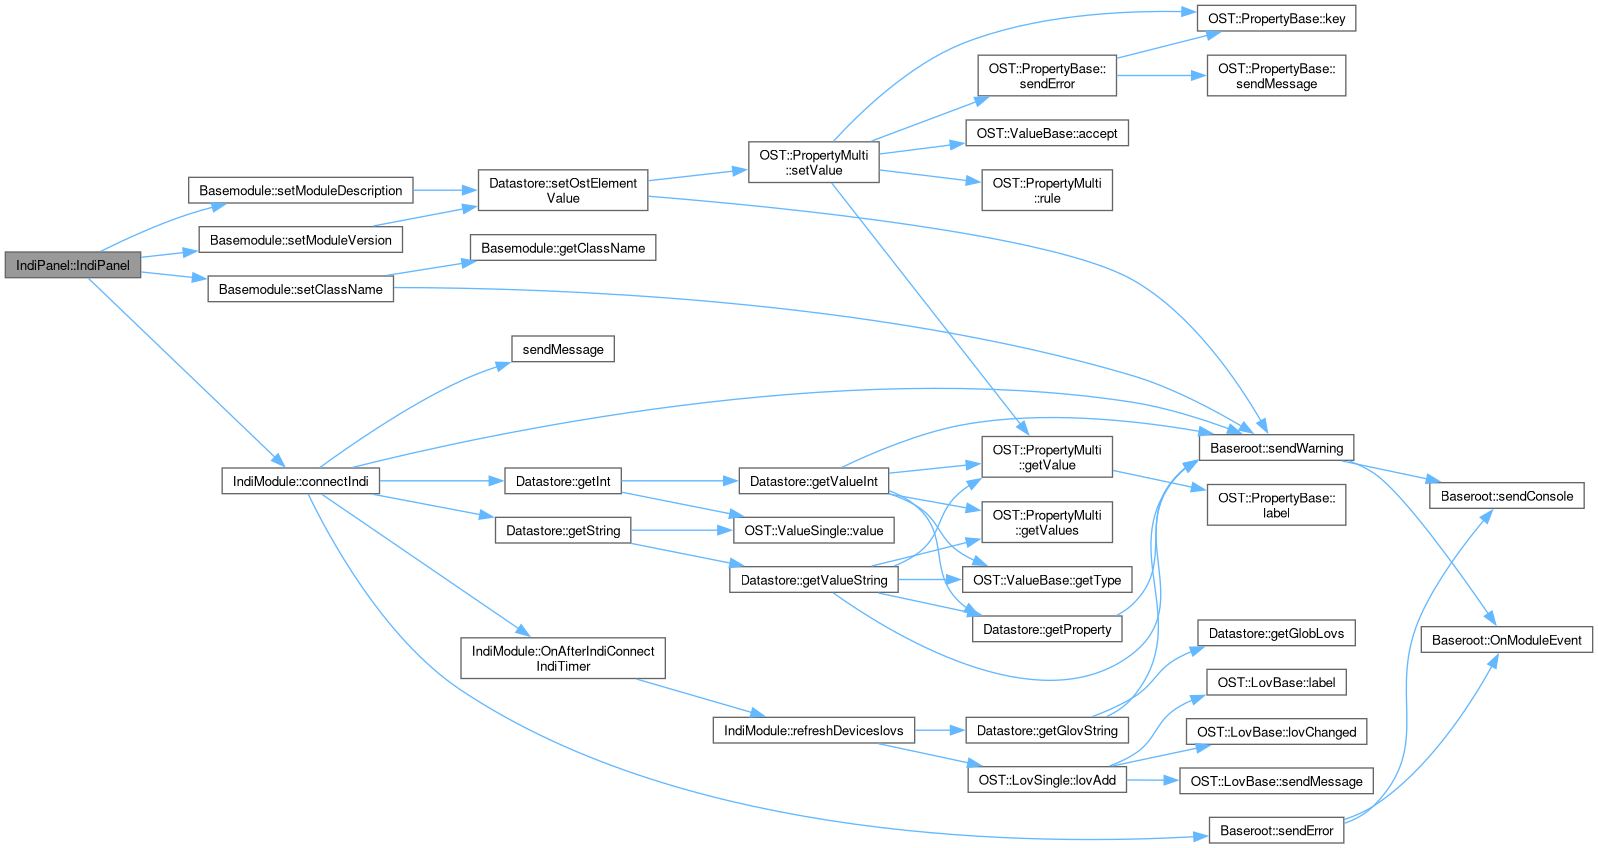 OST::PropertyBase::key
OST::PropertyBase::
sendError
OST::PropertyBase::
sendMessage
OST::ValueBase::accept
OST::PropertyMulti
::setValue
OST::PropertyMulti
::rule
Basemodule::setModuleDescription
Datastore::setOstElement
Value
Basemodule::setModuleVersion
Basemodule::getClassName
IndiPanel::IndiPanel
Basemodule::setClassName
sendMessage
Baseroot::sendWarning
OST::PropertyMulti
::getValue
IndiModule::connectIndi
Datastore::getInt
Datastore::getValueInt
Baseroot::sendConsole
OST::PropertyBase::
label
Datastore::getString
OST::ValueSingle::value
OST::PropertyMulti
::getValues
Datastore::getValueString
OST::ValueBase::getType
Datastore::getProperty
Datastore::getGlobLovs
Baseroot::OnModuleEvent
IndiModule::OnAfterIndiConnect
IndiTimer
OST::LovBase::label
IndiModule::refreshDeviceslovs
Datastore::getGlovString
OST::LovBase::lovChanged
OST::LovSingle::lovAdd
OST::LovBase::sendMessage
Baseroot::sendError